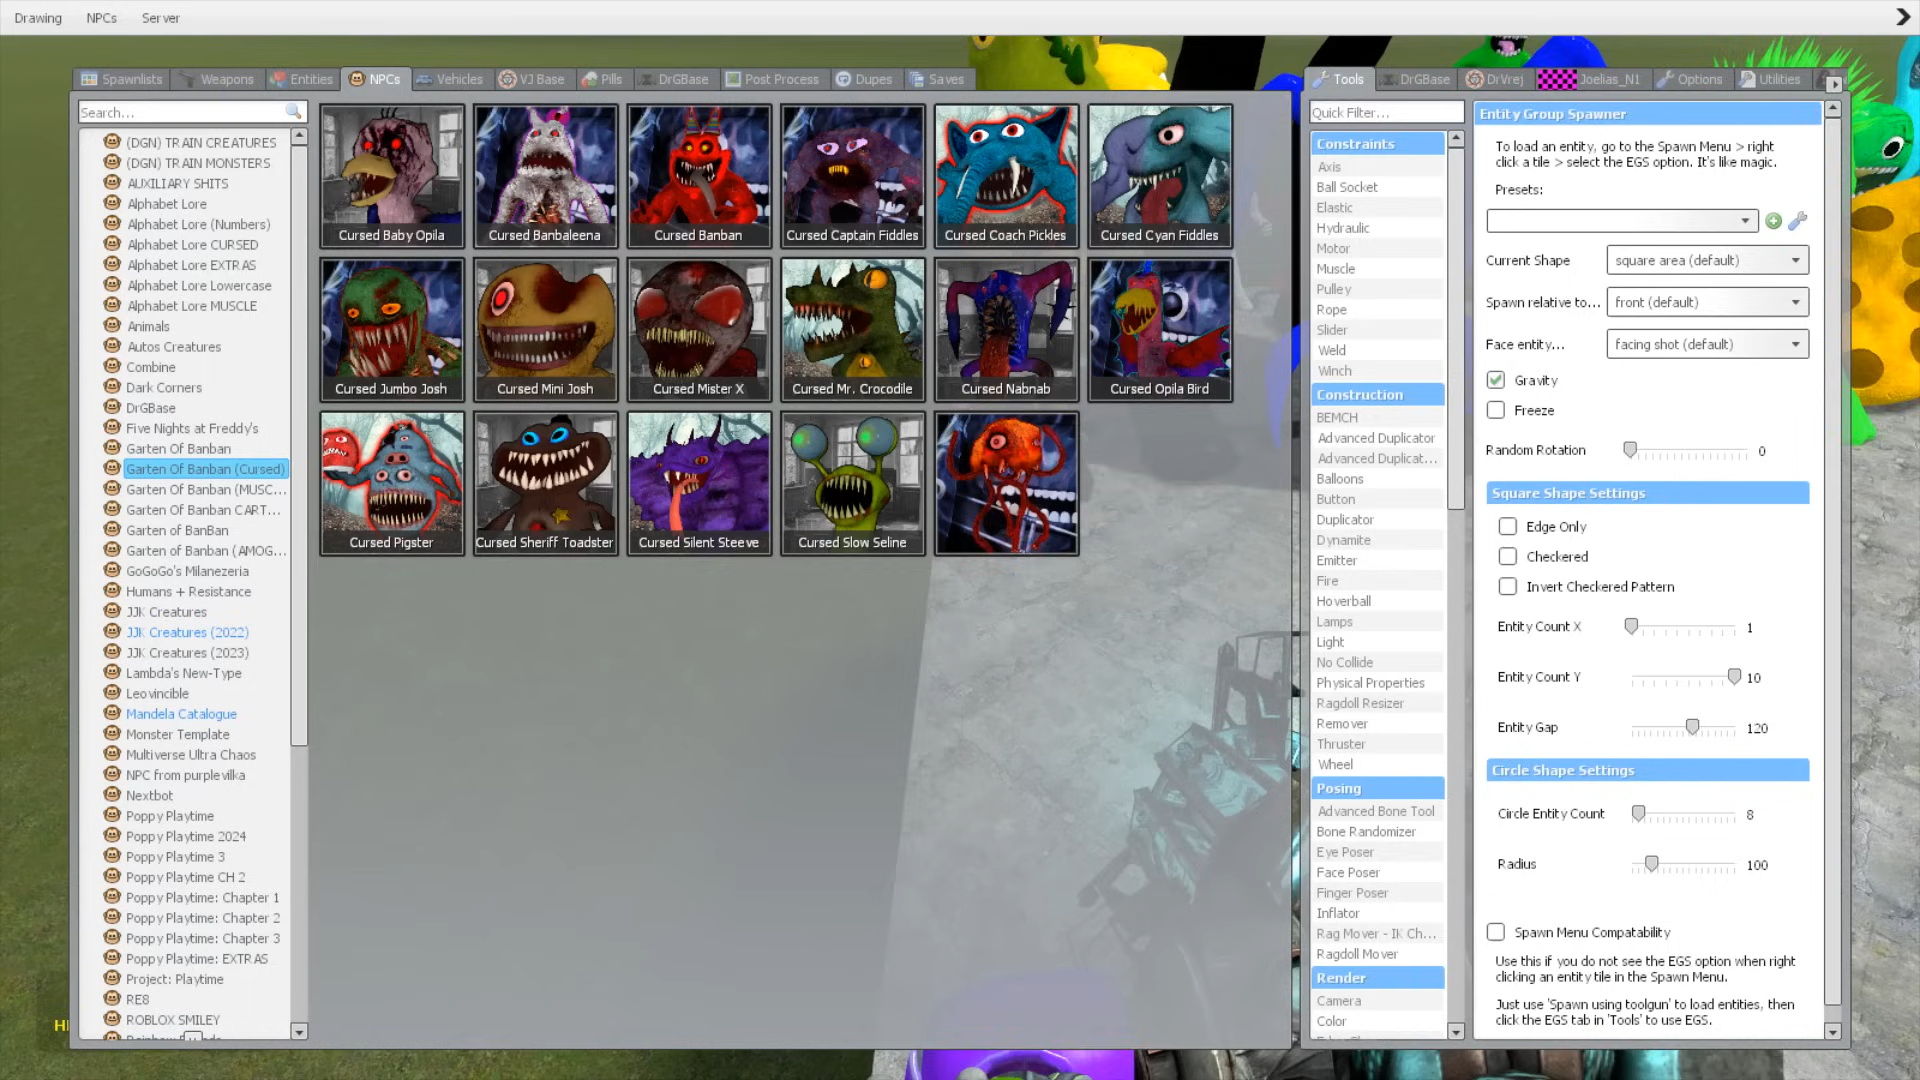 Drawing NPCs Server
Spawnlists Weapons Entities NPCs Vehicles VJ Base Pills DrGBase Post Process Dupes Saves
Search...
(DGN) TRAIN CREATURES
(DGN) TRAIN MONSTERS
AUXILIARY SHITS
Alphabet Lore
Alphabet Lore (Numbers)
Alphabet Lore CURSED
Alphabet Lore EXTRAS
Alphabet Lore Lowercase
Alphabet Lore MUSCLE
Animals
Autos Creatures
Combine
Dark Corners
DrGBase
Five Nights at Freddy's
Garten Of Banban
Garten Of Banban (Cursed)
Garten Of Banban (MUSC...
Garten Of Banban CART...
Garten of BanBan
Garten of Banban (AMOG...
GoGoGo's Milanezeria
Humans + Resistance
JJK Creatures
JJK Creatures (2022)
JJK Creatures (2023)
Lambda's New-Type
Leovincible
Mandela Catalogue
Monster Template
Multiverse Ultra Chaos
NPC from purplevilka
Nextbot
Poppy Playtime
Poppy Playtime 2024
Poppy Playtime 3
Poppy Playtime CH 2
Poppy Playtime: Chapter 1
Poppy Playtime: Chapter 2
Poppy Playtime: Chapter 3
Poppy Playtime: EXTRAS
Project: Playtime
RE8
ROBLOX SMILEY
Cursed Baby Opila Cursed Banbaleena Cursed Banban Cursed Captain Fiddles Cursed Coach Pickles Cursed Cyan Fiddles
Cursed Jumbo Josh Cursed Mini Josh Cursed Mister X Cursed Mr. Crocodile Cursed Nabnab Cursed Opila Bird
Cursed Pigster Cursed Sheriff Toadster Cursed Silent Steeve Cursed Slow Seline
Tools DrGBase DrVrej Joelias_N1 Options Utilities
Quick Filter...
Constraints
Axis
Ball Socket
Elastic
Hydraulic
Motor
Muscle
Pulley
Rope
Slider
Weld
Winch
Construction
BEMCH
Advanced Duplicator
Advanced Duplicat...
Balloons
Button
Duplicator
Dynamite
Emitter
Fire
Hoverball
Lamps
Light
No Collide
Physical Properties
Ragdoll Resizer
Remover
Thruster
Wheel
Posing
Advanced Bone Tool
Bone Randomizer
Eye Poser
Face Poser
Finger Poser
Inflator
Rag Mover - IK Ch...
Ragdoll Mover
Render
Camera
Color
Entity Group Spawner
To load an entity, go to the Spawn Menu > right
click a tile > select the EGS option. It's like magic.
Presets:
Current Shape square area (default)
Spawn relative to... front (default)
Face entity... facing shot (default)
Gravity
Freeze
Random Rotation 0
Square Shape Settings
Edge Only
Checkered
Invert Checkered Pattern
Entity Count X 1
Entity Count Y 10
Entity Gap 120
Circle Shape Settings
Circle Entity Count 8
Radius 100
Spawn Menu Compatability
Use this if you do not see the EGS option when right
clicking an entity tile in the Spawn Menu.
Just use 'Spawn using toolgun' to load entities, then
click the EGS tab in 'Tools' to use EGS.